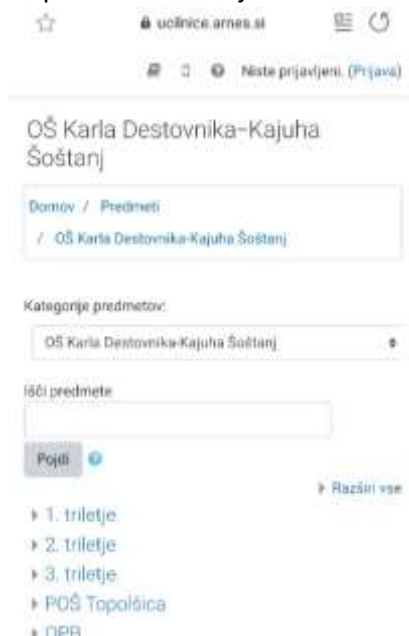 ucilnice.arnes.si
Niste prijavljeni. (Prijava)
OŠ Karla Destovnika-Kajuha
Šoštanj
Domov / Predmeti
/ OŠ Karla Destovnika-Kajuha Šoštanj
Kategorije predmetov:
OŠ Karla Destovnika-Kajuha Šoštanj
Išči predmete
Pojdi
Razširi vse
1. triletje
2. triletje
3. triletje
POŠ Topolšica
OPB